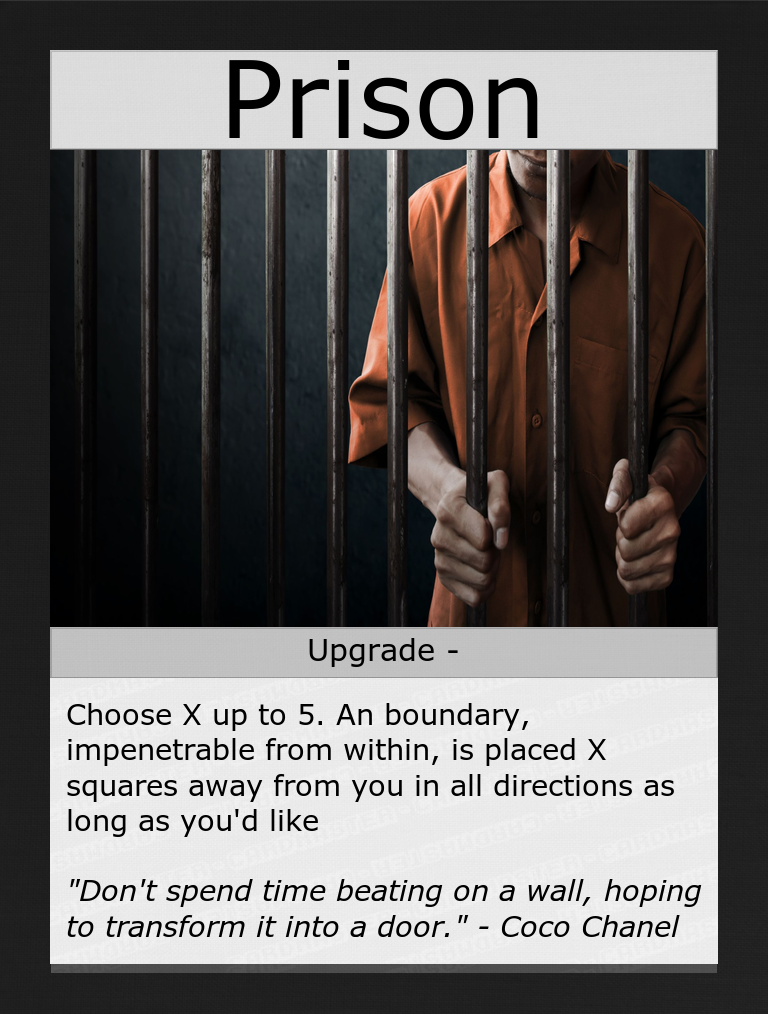 Prison
Upgrade -
Choose X up to 5. An boundary,
impenetrable from within, is placed X
squares away from you in all directions as
long as you'd like
"Don't spend time beating on a wall, hoping
to transform it into a door." - Coco Chanel